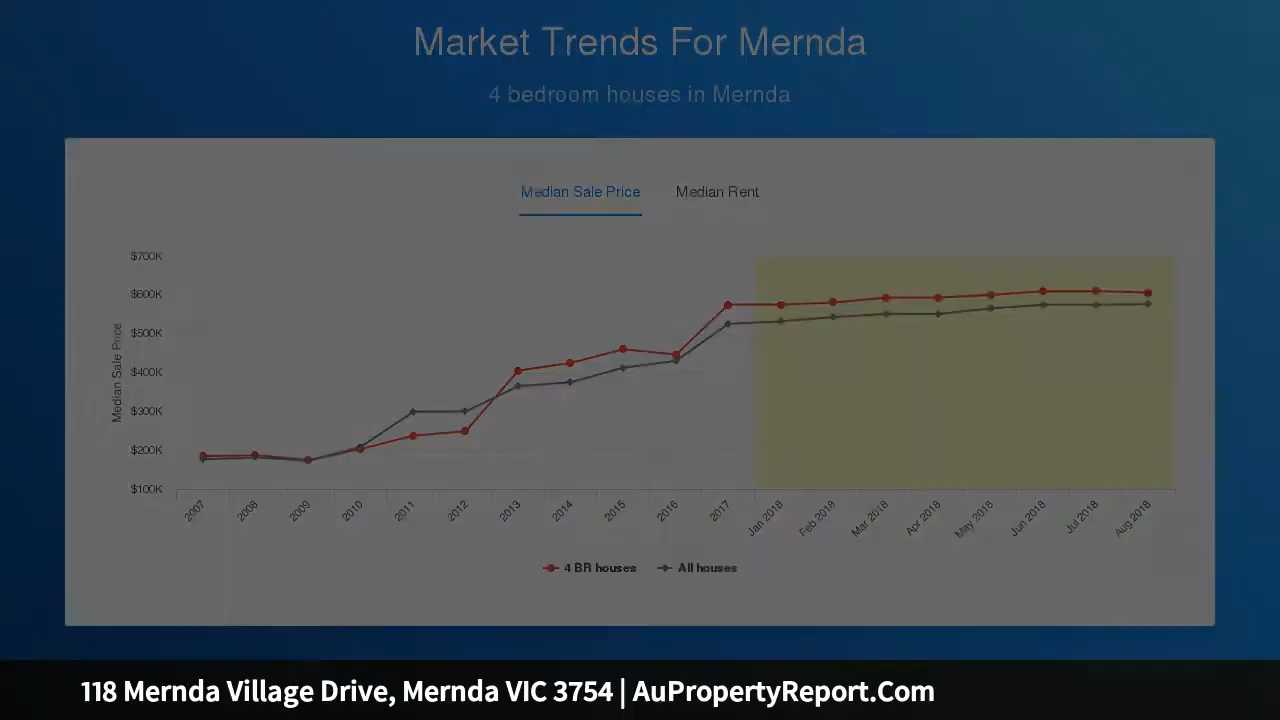 Market Trends For Mernda
4 bedroom houses in Mernda
Median Sale Price Median Rent
$700K
$600K
$500K
$400K
$300K
$200K
$100K
Median Sale Price
2007 2008 2009 2010 2011 2012 2013 2014 2015 2016 2017 Jan 2018 Feb 2018 Mar 2018 Apr 2018 May 2018 Jun 2018 Jul 2018 Aug 2018
4 BR houses All houses
118 Mernda Village Drive, Mernda VIC 3754 | AuPropertyReport.Com